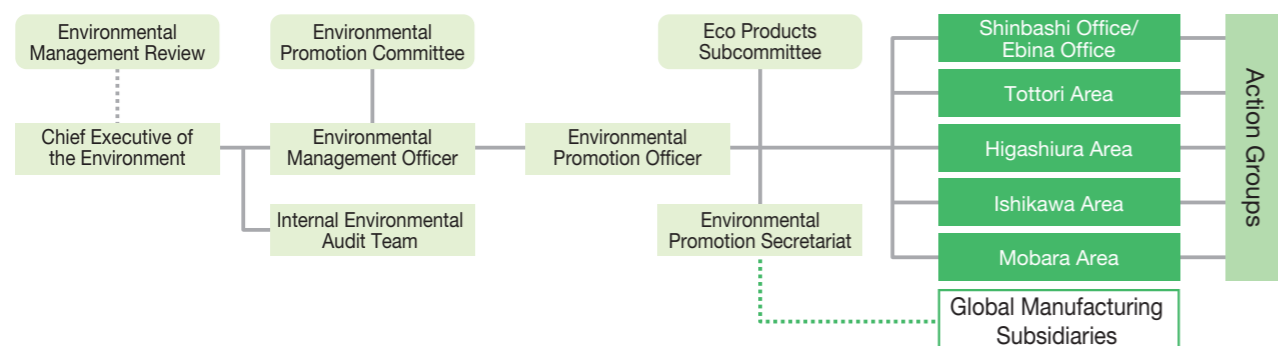 Environmental
Management Review
Environmental
Promotion Committee
Eco Products
Subcommittee
Shinbashi Office/
Ebina Office
Tottori Area
Chief Executive of
the Environment
Environmental
Management Officer
Environmental
Promotion Officer
Higashiura Area
Action Groups
Internal Environmental
Audit Team
Environmental
Promotion Secretariat
Ishikawa Area
Mobara Area
Global Manufacturing
Subsidiaries